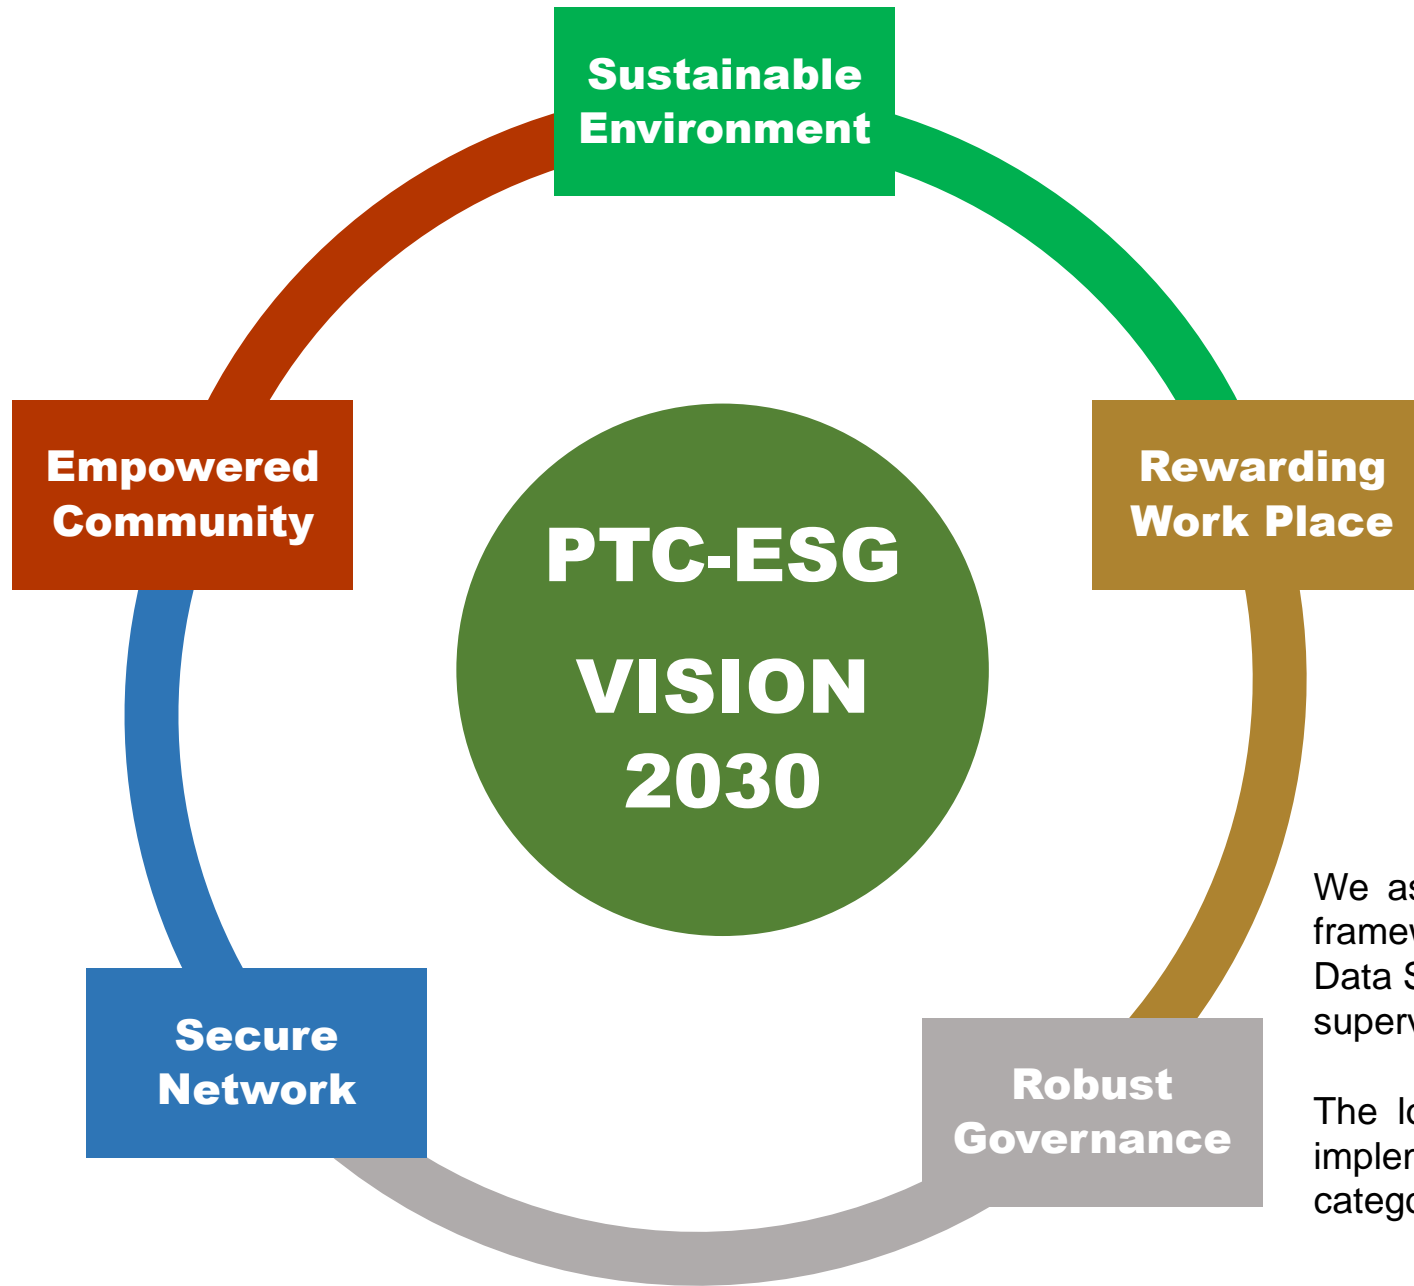 Sustainable
Environment
Empowered
Community
Rewarding
Work Place
PTC-ESG
VISION
2030
Secure
Network
Robust
Governance
We
Data
The